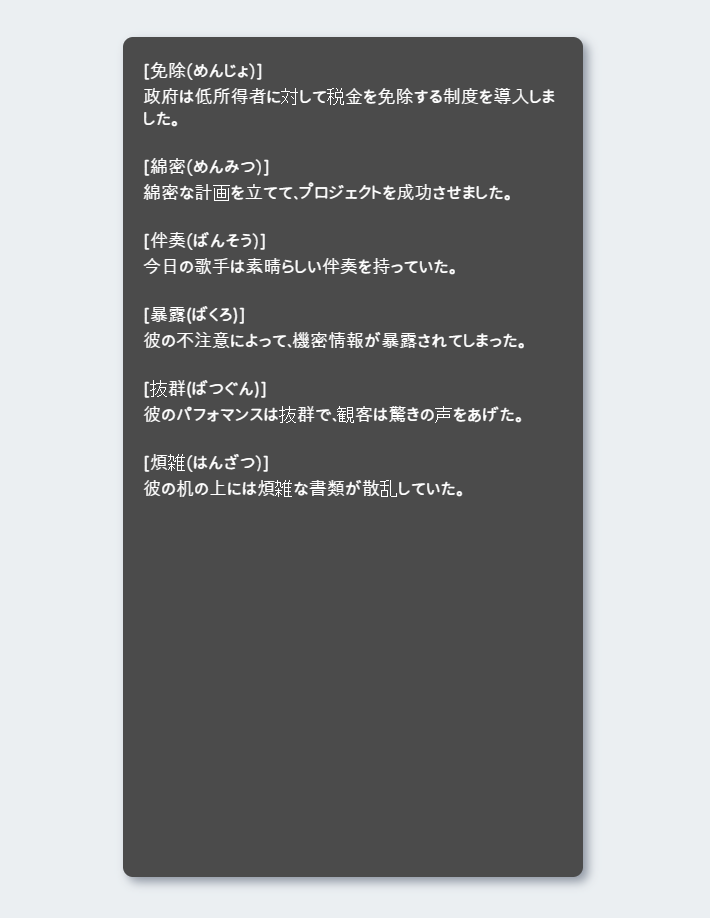 [免除(めんじょ)]
政府は低所得者に対して税金を免除する制度を導入しま
した。
[綿密(めんみつ)]
綿密な計画を立てて、プロジェクトを成功させました。
[伴奏(ばんそう)]
今日の歌手は素晴らしい伴奏を持っていた。
[暴露(ばくろ)]
彼の不注意によって、機密情報が暴露されてしまった。
[抜群(ばつぐん)]
彼のパフォマンスは抜群で、観客は驚きの声をあげた。
[煩雑(はんざつ)]
彼の机の上には煩雑な書類が散乱していた。